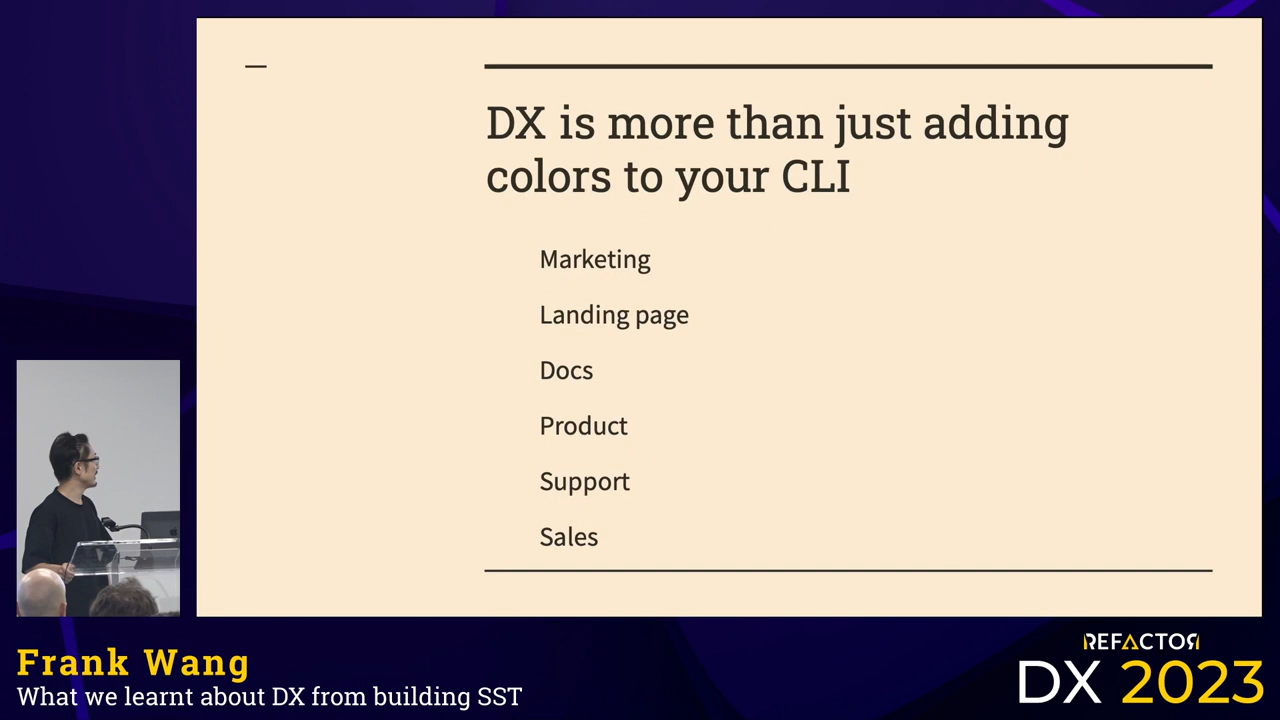 DX is more than just adding
colors to your CLI
Marketing
Landing page
Docs
Product
Support
Sales
Frank Wang
What we learnt about DX from building SST
REFACTOR
DX 2023